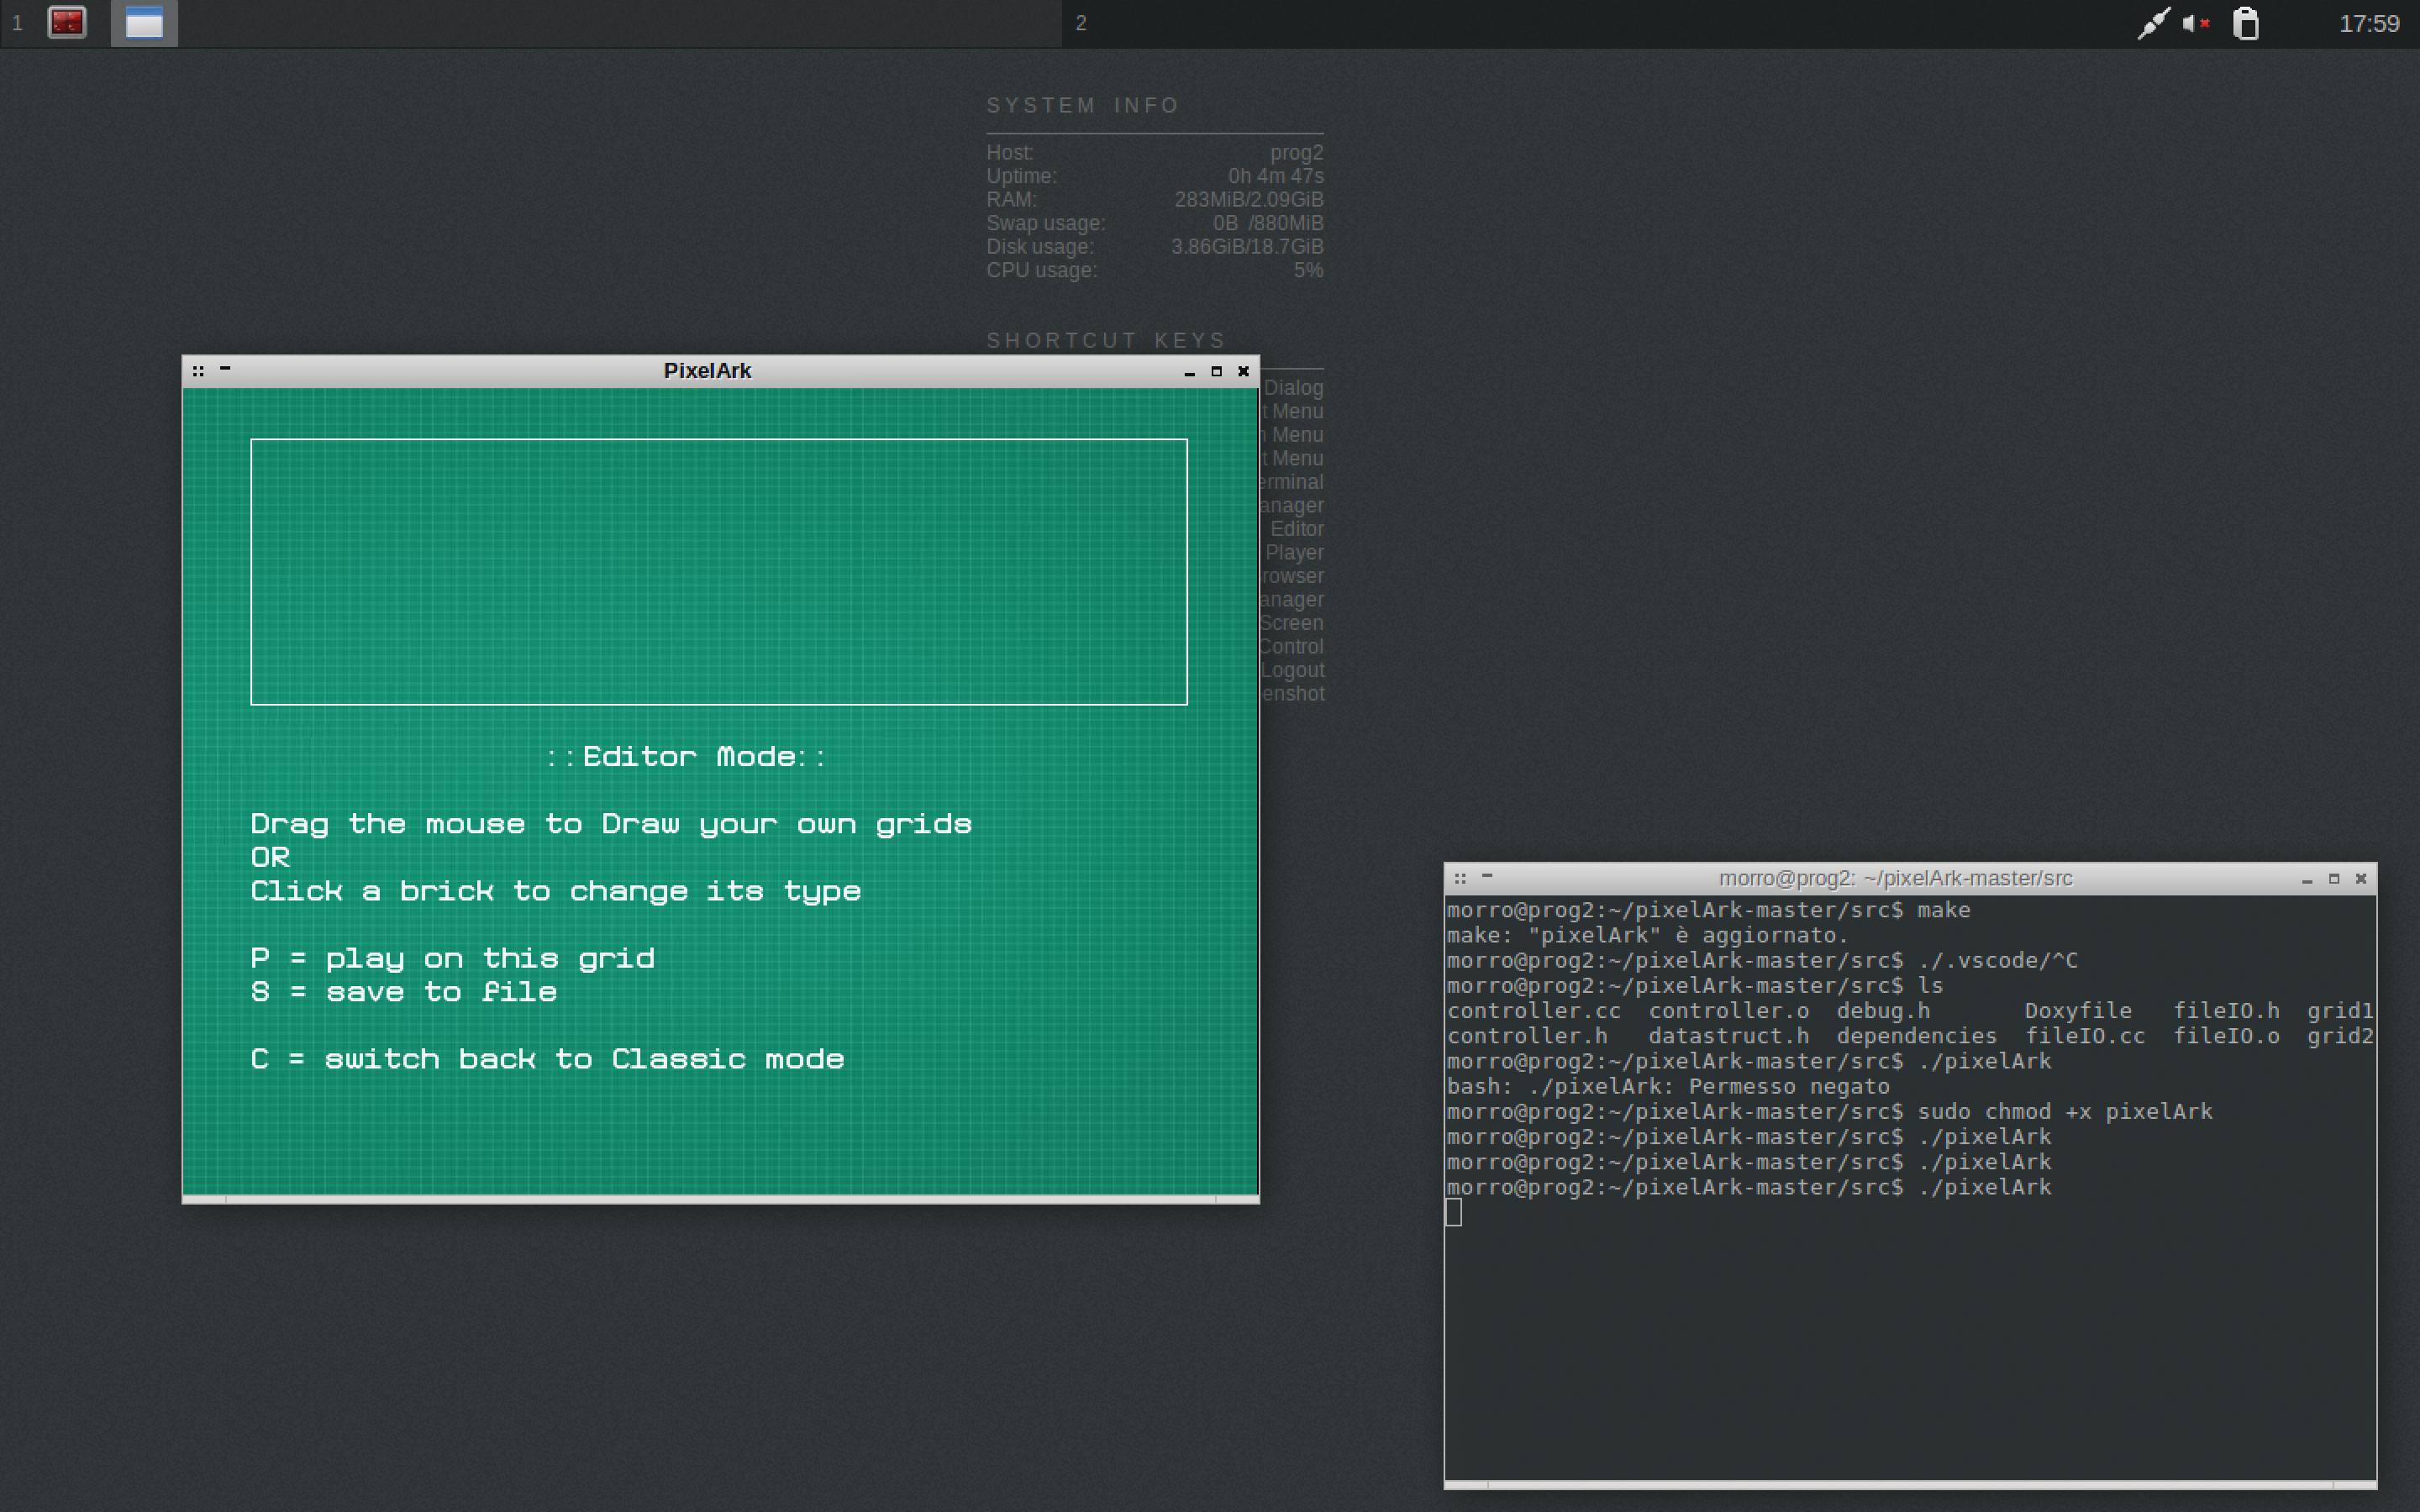 1
2
17:59
SYSTEM INFO
Host: prog2
Uptime: 0h 4m 47s
RAM: 283MiB/2.09GiB
Swap usage: 0B /880MiB
Disk usage: 3.86GiB/18.7GiB
CPU usage: 5%
SHORTCUT KEYS
Dialog
t Menu
Menu
t Menu
erminal
anager
Editor
Player
rowser
anager
Screen
Control
Logout
enshot
PixelArk
::Editor Mode::
Drag the mouse to Draw your own grids
OR
Click a brick to change its type
P = play on this grid
S = save to file
C = switch back to Classic mode
morro@prog2: ~/pixelArk-master/src
morro@prog2:~/pixelArk-master/src$ make
make: "pixelArk" è aggiornato.
morro@prog2:~/pixelArk-master/src$ ./.vscode/^C
morro@prog2:~/pixelArk-master/src$ ls
controller.cc controller.o debug.h Doxyfile fileIO.h grid1
controller.h datastruct.h dependencies fileIO.cc fileIO.o grid2
morro@prog2:~/pixelArk-master/src$ ./pixelArk
bash: ./pixelArk: Permesso negato
morro@prog2:~/pixelArk-master/src$ sudo chmod +x pixelArk
morro@prog2:~/pixelArk-master/src$ ./pixelArk
morro@prog2:~/pixelArk-master/src$ ./pixelArk
morro@prog2:~/pixelArk-master/src$ ./pixelArk